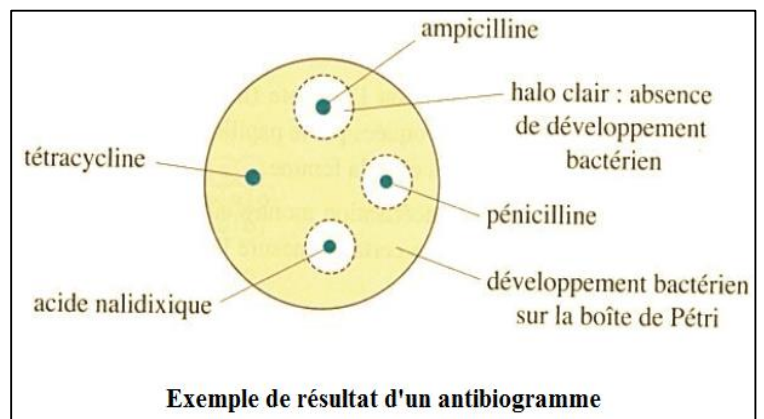 ampicilline
halo clair : absence
de développement
bactérien
tétracycline
pénicilline
acide nalidixique
développement bactérien
sur la boîte de Pétri
Exemple de résultat d'un antibiogramme